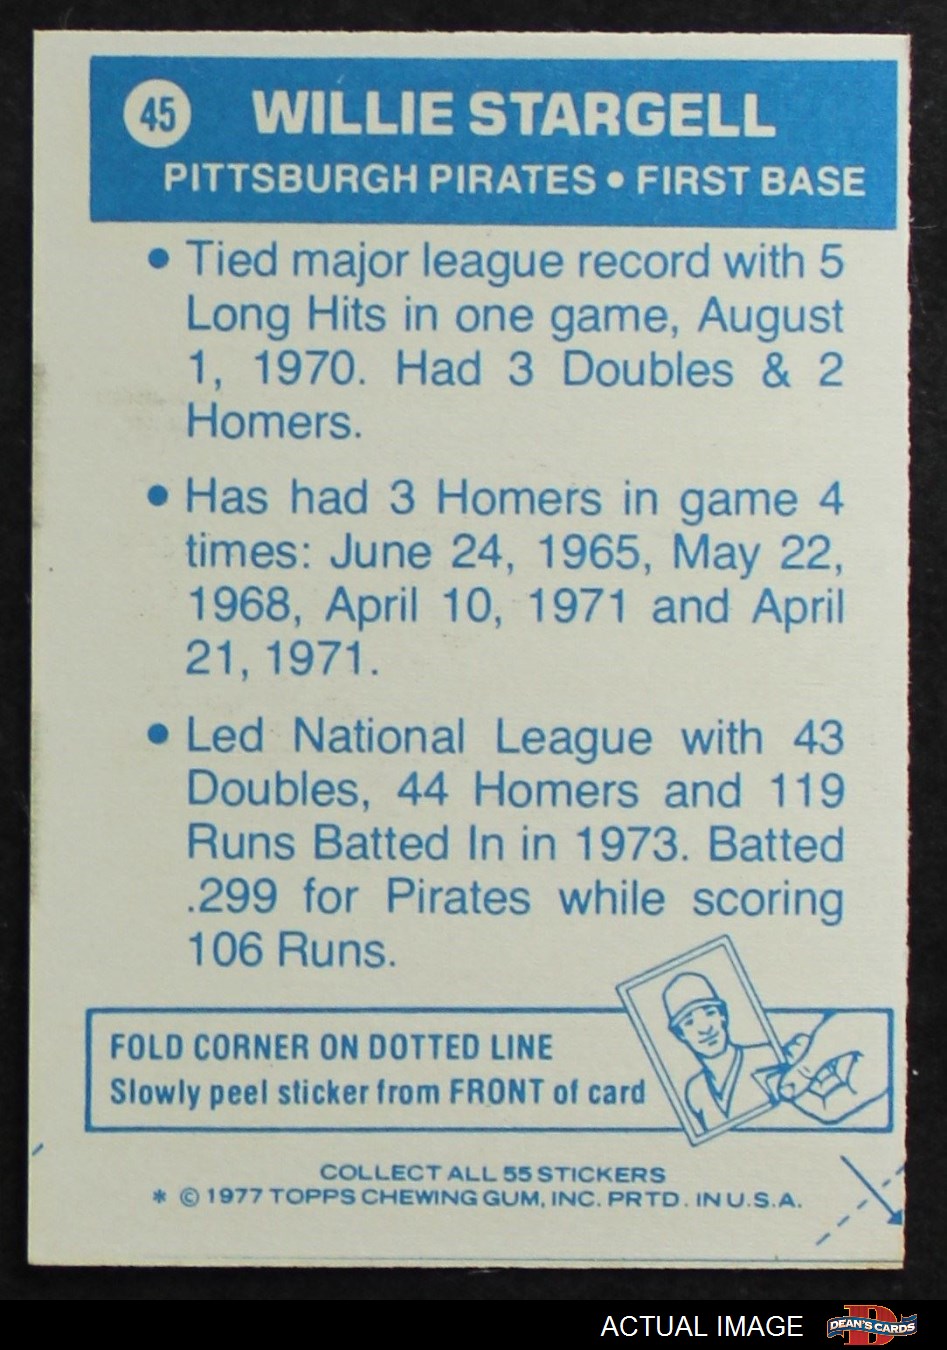 45
WILLIE STARGELL
PITTSBURGH PIRATES • FIRST BASE
• Tied major league record with 5
Long Hits in one game, August
1, 1970. Had 3 Doubles & 2
Homers.
• Has had 3 Homers in game 4
times: June 24, 1965, May 22,
1968, April 10, 1971 and April
21, 1971.
• Led National League with 43
Doubles, 44 Homers and 119
Runs Batted In in 1973. Batted
.299 for Pirates while scoring
106 Runs.
FOLD CORNER ON DOTTED LINE
Slowly peel sticker from FRONT of card
COLLECT ALL 55 STICKERS
* © 1977 TOPPS CHEWING GUM, INC. PRTD. IN U.S.A.
ACTUAL IMAGE
D
DEAN'S CARDS